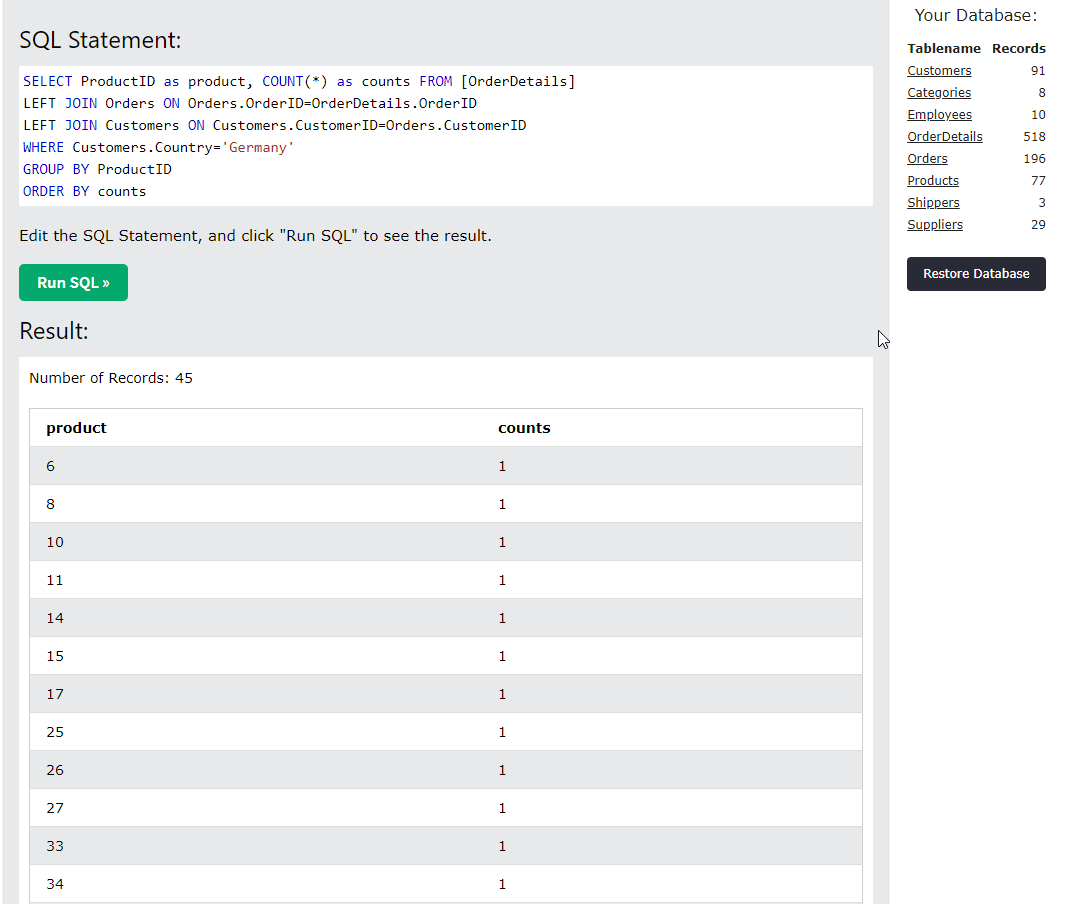 SQL Statement:
SELECT ProductID as product, COUNT(*) as counts FROM [OrderDetails]
LEFT JOIN Orders ON Orders.OrderID=OrderDetails.OrderID
LEFT JOIN Customers ON Customers.CustomerID=Orders.CustomerID
WHERE Customers.Country='Germany'
GROUP BY ProductID
ORDER BY counts
Edit the SQL Statement, and click "Run SQL" to see the result.
Run SQL »
Result:
Number of Records: 45
product counts
6 1
8 1
10 1
11 1
14 1
15 1
17 1
25 1
26 1
27 1
33 1
34 1
Your Database:
Tablename Records
Customers 91
Categories 8
Employees 10
OrderDetails 518
Orders 196
Products 77
Shippers 3
Suppliers 29
Restore Database